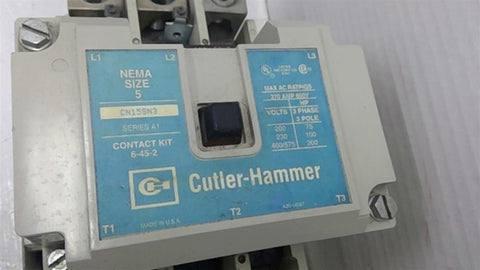 L1
L2
L3
NEMA
SIZE
5
CN15SN3
SERIES A1
CONTACT KIT
6-45-2
MAX AC RATINGS
270 AMP 600V
HP
VOLTS 3 PHASE
3 POLE
200 75
230 100
460/575 200
Cutler-Hammer
MADE IN U.S.A.
T1
T2
T3